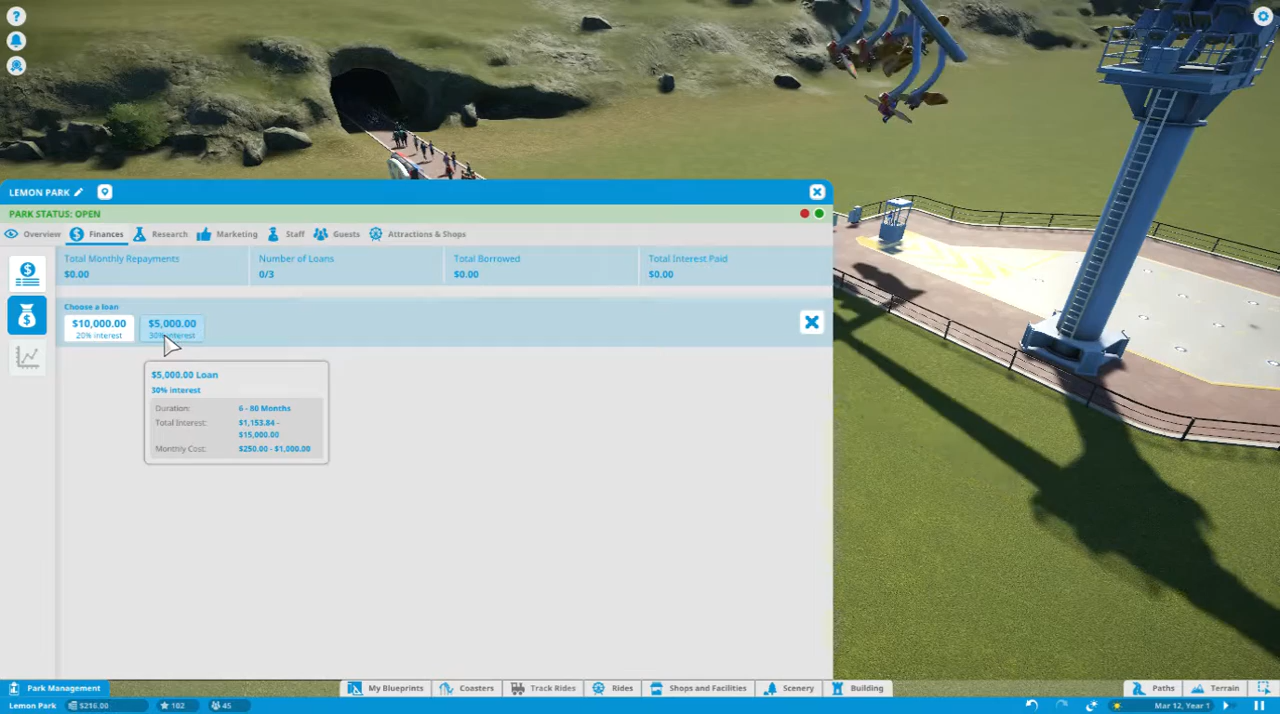 ?
LEMON PARK
PARK STATUS: OPEN
Overview Finances Research Marketing Staff Guests Attractions & Shops
Total Monthly Repayments Number of Loans Total Borrowed Total Interest Paid
$0.00 0/3 $0.00 $0.00
Choose a loan
$10,000.00 $5,000.00
20% interest 30% interest
$5,000.00 Loan
30% interest
Duration: 6 - 80 Months
Total Interest: $1,153.84 -
$15,000.00
Monthly Cost: $250.00 - $1,000.00
Park Management My Blueprints Coasters Track Rides Rides Shops and Facilities Scenery Building Paths Terrain
Lemon Park $216.00 102 45 Mar 12, Year 1